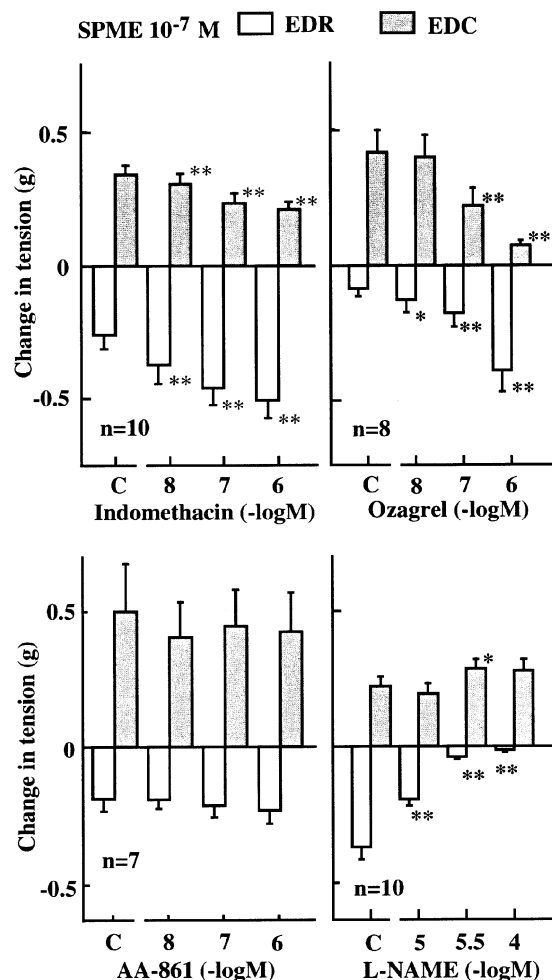 SPME 10-7 M EDR EDC
Change in tension (g)
0.5
0
-0.5
**
**
**
**
**
**
n=10
C 8 7 6
Indomethacin (-logM)
**
**
*
**
**
n=8
C 8 7 6
Ozagrel (-logM)
Change in tension (g)
0.5
0
-0.5
n=7
C 8 7 6
AA-861 (-logM)
*
**
**
**
n=10
C 5 5.5 4
L-NAME (-logM)